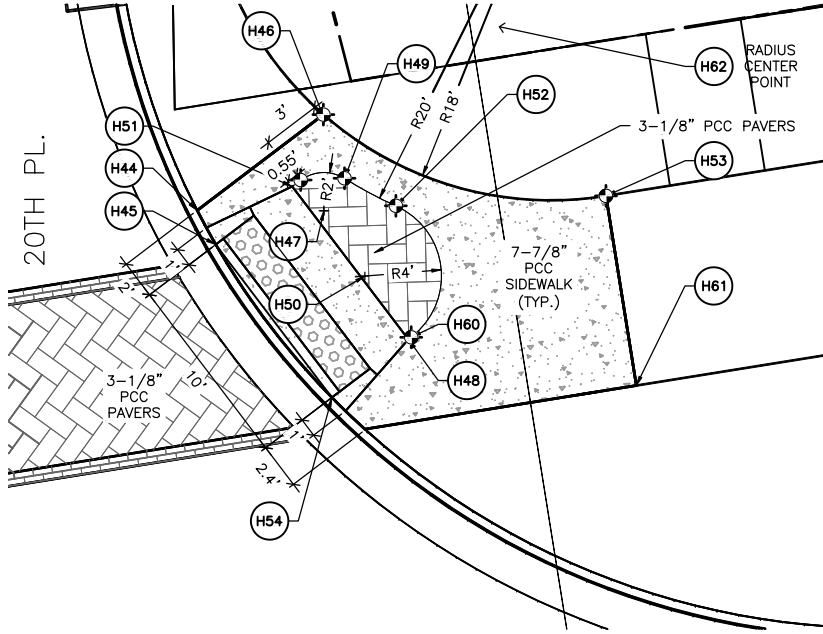 H46
H62
RADIUS
CENTER
POINT
H49
H52
3'
R20'
R18'
3-1/8" PCC PAVERS
H51
H53
0.55'
H44
R2'
20TH PL.
H45
H47
7-7/8"
PCC
SIDEWALK
(TYP.)
1'
2'
R4'
H50
H61
H60
3-1/8"
PCC
PAVERS
10'
H48
1'
2.4'
H54